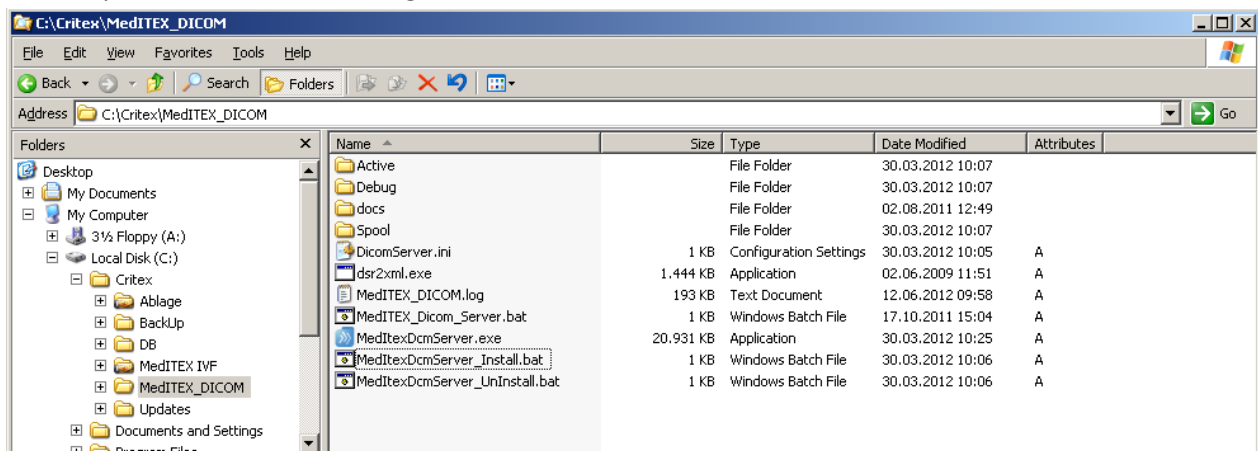 C:\Critex\MedITEX_DICOM
File Edit View Favorites Tools Help
Back Search Folders
Address C:\Critex\MedITEX_DICOM Go
Folders Name Size Type Date Modified Attributes
Desktop
My Documents
My Computer
3½ Floppy (A:)
Local Disk (C:)
Critex
Ablage
BackUp
DB
MedITEX IVF
MedITEX_DICOM
Updates
Documents and Settings
Active File Folder 30.03.2012 10:07
Debug File Folder 30.03.2012 10:07
docs File Folder 02.08.2011 12:49
Spool File Folder 30.03.2012 10:07
DicomServer.ini 1 KB Configuration Settings 30.03.2012 10:05 A
dsr2xml.exe 1.444 KB Application 02.06.2009 11:51 A
MedITEX_DICOM.log 193 KB Text Document 12.06.2012 09:58 A
MedITEX_Dicom_Server.bat 1 KB Windows Batch File 17.10.2011 15:04 A
MedItexDcmServer.exe 20.931 KB Application 30.03.2012 10:25 A
MedItexDcmServer_Install.bat 1 KB Windows Batch File 30.03.2012 10:06 A
MedItexDcmServer_UnInstall.bat 1 KB Windows Batch File 30.03.2012 10:06 A